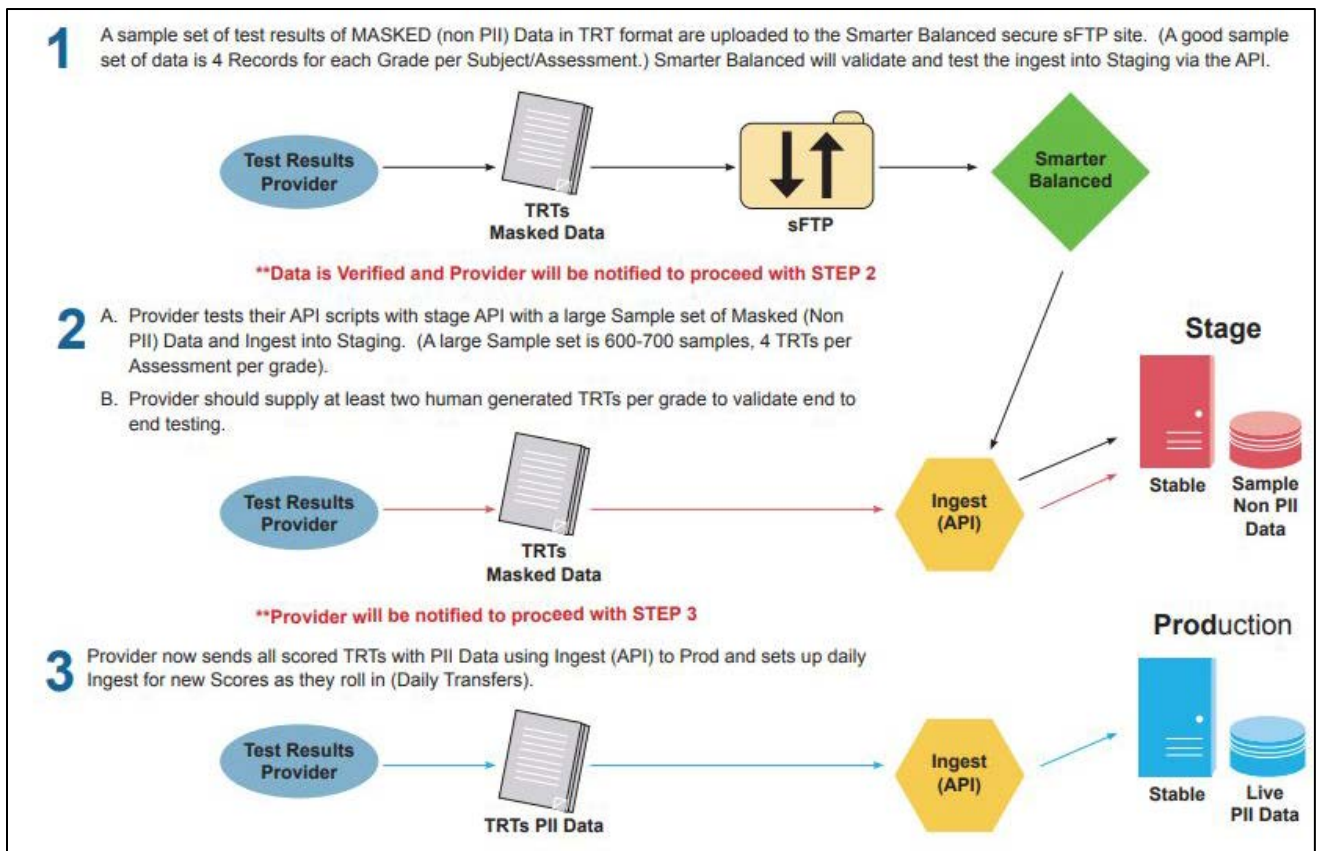 1
A sample set of test results of MASKED (non PII) Data in TRT format are uploaded to the Smarter Balanced secure sFTP site. (A good sample
set of data is 4 Records for each Grade per Subject/Assessment.) Smarter Balanced will validate and test the ingest into Staging via the API.
Test Results
Provider
TRTs
Masked Data
sFTP
Smarter
Balanced
**Data is Verified and Provider will be notified to proceed with STEP 2
2
A. Provider tests their API scripts with stage API with a large Sample set of Masked (Non
PII) Data and Ingest into Staging. (A large Sample set is 600-700 samples, 4 TRTs per
Assessment per grade).
B. Provider should supply at least two human generated TRTs per grade to validate end to
end testing.
Test Results
Provider
TRTs
Masked Data
Ingest
(API)
Stage
Stable
Sample
Non PII
Data
**Provider will be notified to proceed with STEP 3
3
Provider now sends all scored TRTs with PII Data using Ingest (API) to Prod and sets up daily
Ingest for new Scores as they roll in (Daily Transfers).
Test Results
Provider
TRTs PII Data
Ingest
(API)
Production
Stable
Live
PII Data